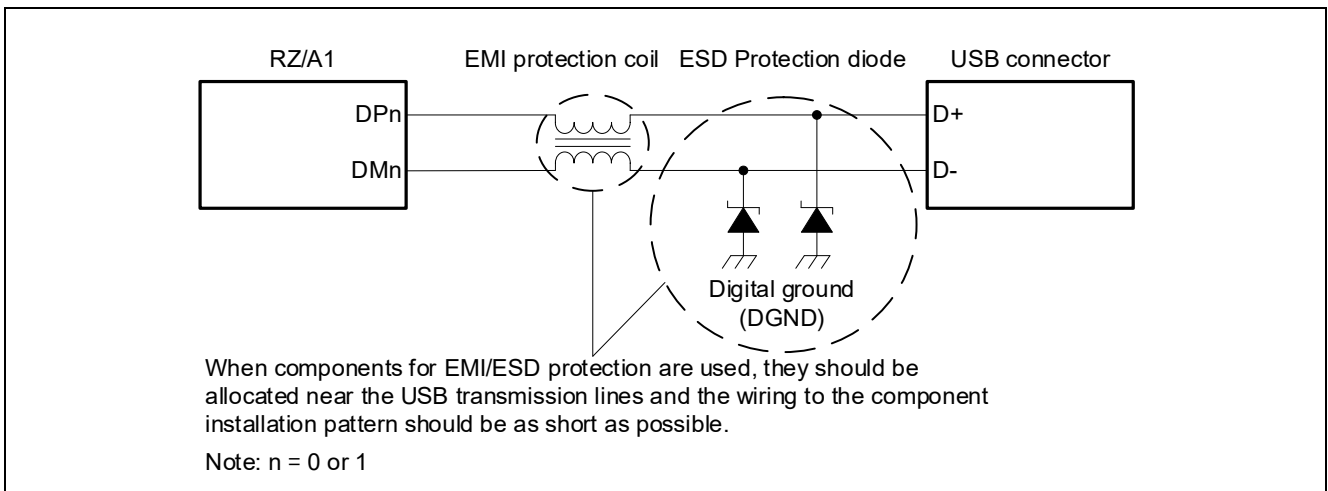 RZ/A1
EMI protection coil
ESD Protection diode
USB connector
DPn
D+
DMn
D-
Digital ground
(DGND)
When components for EMI/ESD protection are used, they should be
allocated near the USB transmission lines and the wiring to the component
installation pattern should be as short as possible.
Note: n = 0 or 1